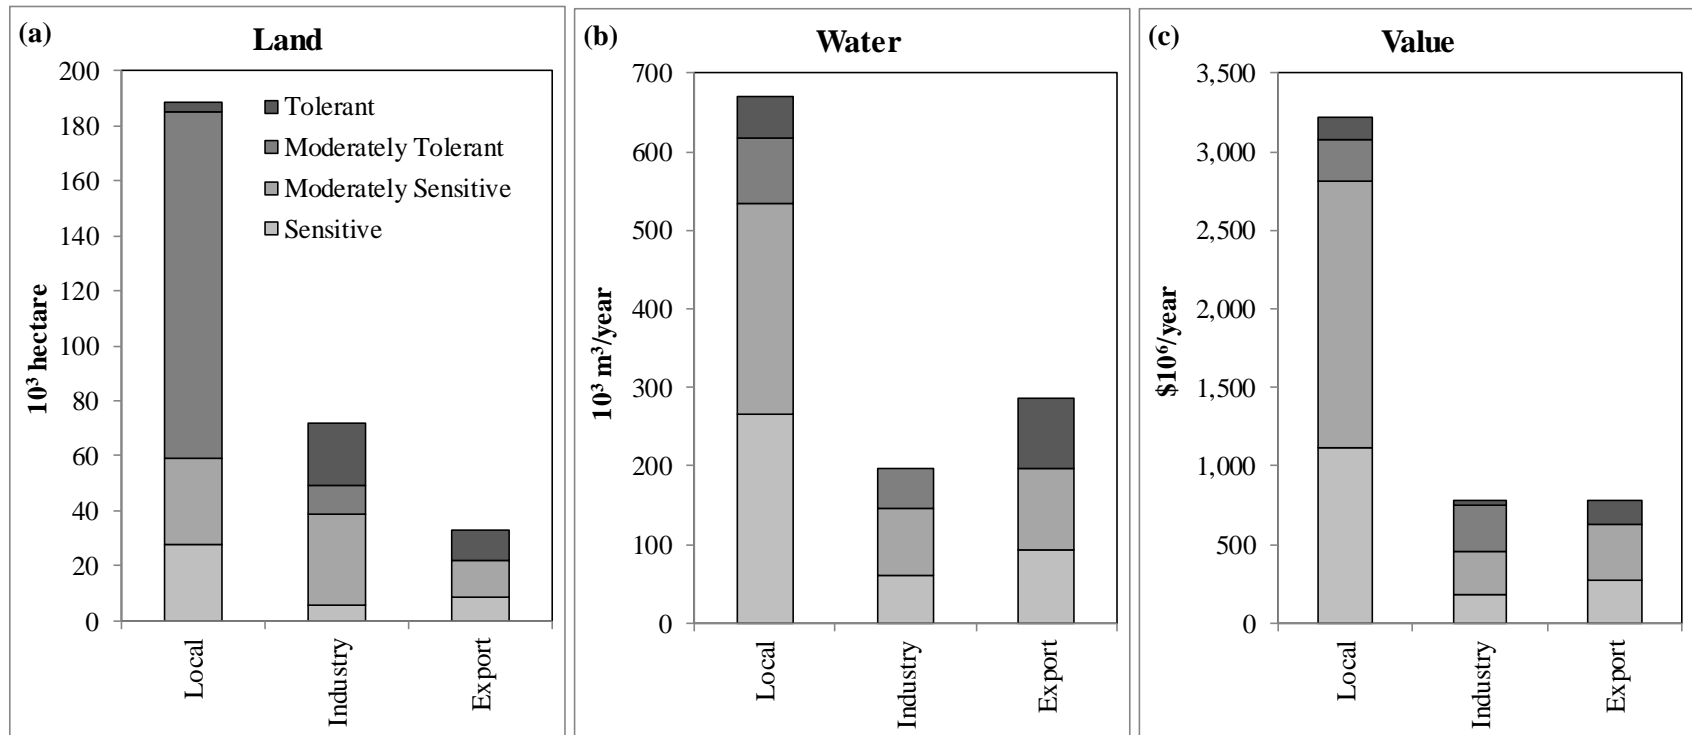 (a)
Land
200
180
160
140
120
100
80
60
40
20
0
10³ hectare
Tolerant
Moderately Tolerant
Moderately Sensitive
Sensitive
Local
Industry
Export
(b)
Water
700
600
500
400
300
200
100
0
10³ m³/year
Local
Industry
Export
(c)
Value
3,500
3,000
2,500
2,000
1,500
1,000
500
0
$10⁶/year
Local
Industry
Export